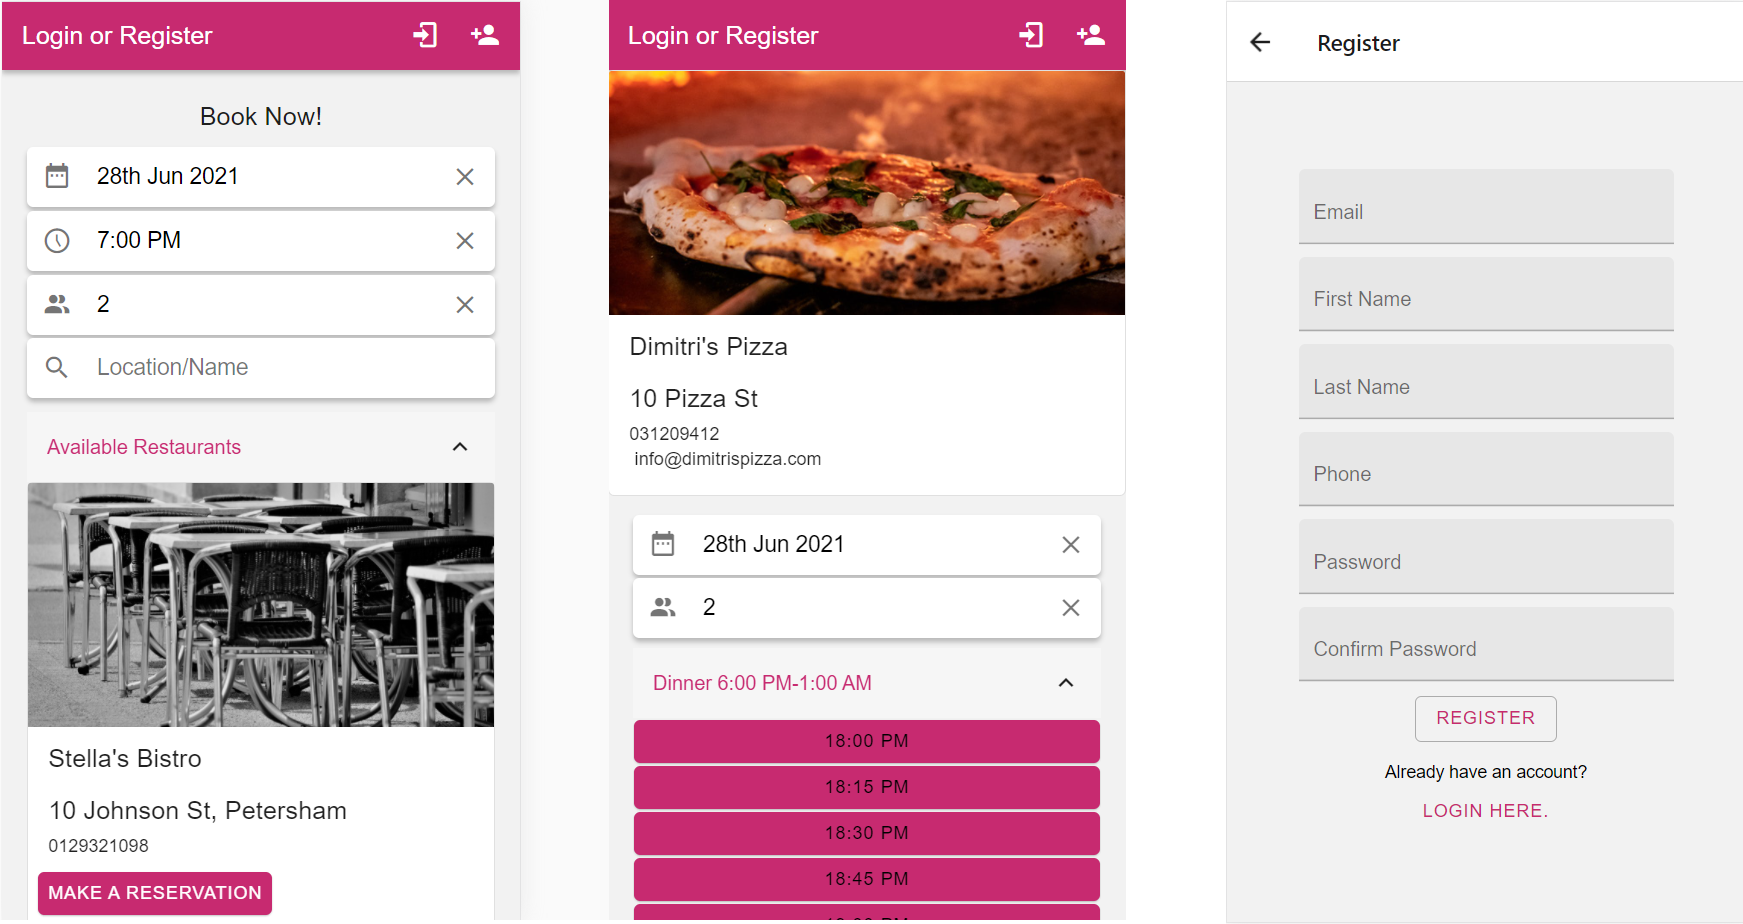 Login or Register
Book Now!
28th Jun 2021
7:00 PM
2
Location/Name
Available Restaurants
Stella's Bistro
10 Johnson St, Petersham
0129321098
MAKE A RESERVATION
Login or Register
Dimitri's Pizza
10 Pizza St
031209412
info@dimitrispizza.com
28th Jun 2021
2
Dinner 6:00 PM-1:00 AM
18:00 PM
18:15 PM
18:30 PM
18:45 PM
Register
Email
First Name
Last Name
Phone
Password
Confirm Password
REGISTER
Already have an account?
LOGIN HERE.